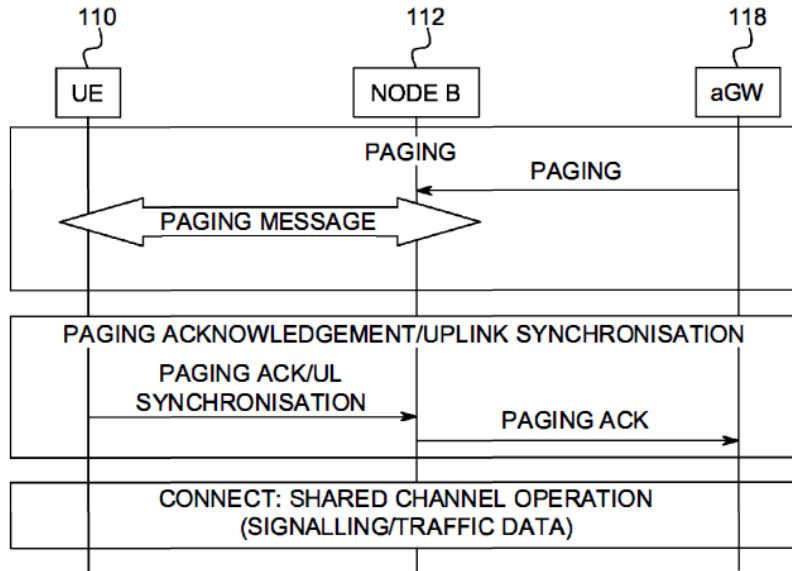 110
112
118
UE
NODE B
aGW
PAGING
PAGING
PAGING MESSAGE
PAGING ACKNOWLEDGEMENT/UPLINK SYNCHRONISATION
PAGING ACK/UL
SYNCHRONISATION
PAGING ACK
CONNECT: SHARED CHANNEL OPERATION
(SIGNALLING/TRAFFIC DATA)